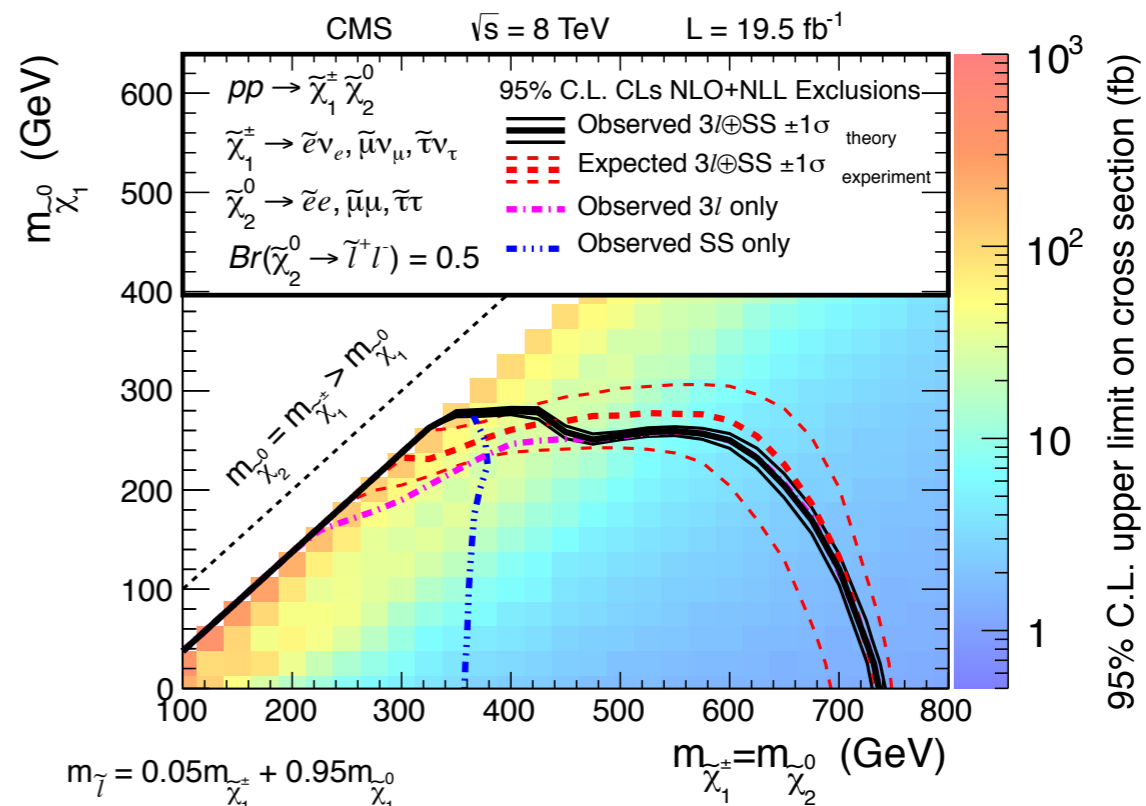 CMS √s = 8 TeV L = 19.5 fb⁻¹
pp → χ̃₁± χ̃₂⁰
χ̃₁± → ẽν_e, μ̃ν_μ, τ̃ν_τ
χ̃₂⁰ → ẽe, μ̃μ, τ̃τ
Br(χ̃₂⁰ → l̃⁺l⁻) = 0.5
95% C.L. CLs NLO+NLL Exclusions
Observed 3l⊕SS ±1σ theory
Expected 3l⊕SS ±1σ experiment
Observed 3l only
Observed SS only
m_χ̃₁⁰ (GeV)
600
500
400
300
200
100
0
m_χ̃₂⁰ = m_χ̃₁± > m_χ̃₁⁰
100 200 300 400 500 600 700 800
m_χ̃₁±=m_χ̃₂⁰ (GeV)
m_l̃ = 0.05m_χ̃₁± + 0.95m_χ̃₁⁰
10³
10²
10
1
95% C.L. upper limit on cross section (fb)